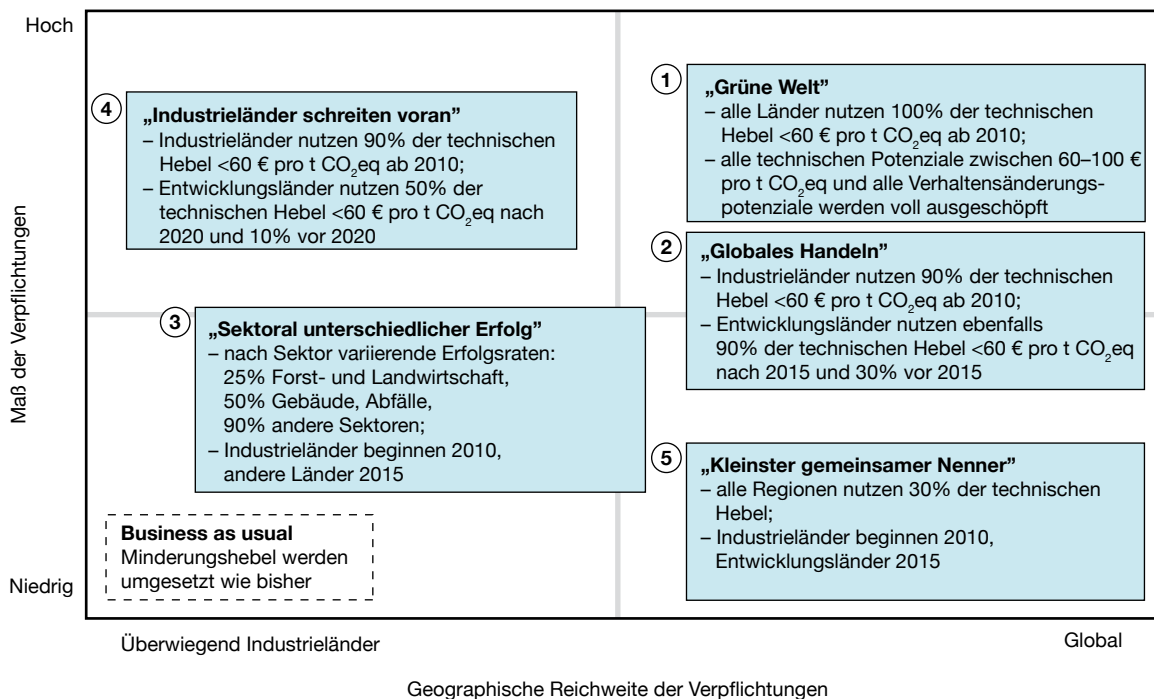 Hoch
Maß der Verpflichtungen
Niedrig
4
„Industrieländer schreiten voran”
– Industrieländer nutzen 90% der technischen
Hebel <60 € pro t CO₂eq ab 2010;
– Entwicklungsländer nutzen 50% der
technischen Hebel <60 € pro t CO₂eq nach
2020 und 10% vor 2020
1
„Grüne Welt”
– alle Länder nutzen 100% der technischen
Hebel <60 € pro t CO₂eq ab 2010;
– alle technischen Potenziale zwischen 60–100 €
pro t CO₂eq und alle Verhaltensänderungs-
potenziale werden voll ausgeschöpft
2
„Globales Handeln”
– Industrieländer nutzen 90% der technischen
Hebel <60 € pro t CO₂eq ab 2010;
– Entwicklungsländer nutzen ebenfalls
90% der technischen Hebel <60 € pro t CO₂eq
nach 2015 und 30% vor 2015
3
„Sektoral unterschiedlicher Erfolg”
– nach Sektor variierende Erfolgsraten:
25% Forst- und Landwirtschaft,
50% Gebäude, Abfälle,
90% andere Sektoren;
– Industrieländer beginnen 2010,
andere Länder 2015
5
„Kleinster gemeinsamer Nenner”
– alle Regionen nutzen 30% der technischen
Hebel;
– Industrieländer beginnen 2010,
Entwicklungsländer 2015
Business as usual
Minderungshebel werden
umgesetzt wie bisher
Überwiegend Industrieländer
Global
Geographische Reichweite der Verpflichtungen